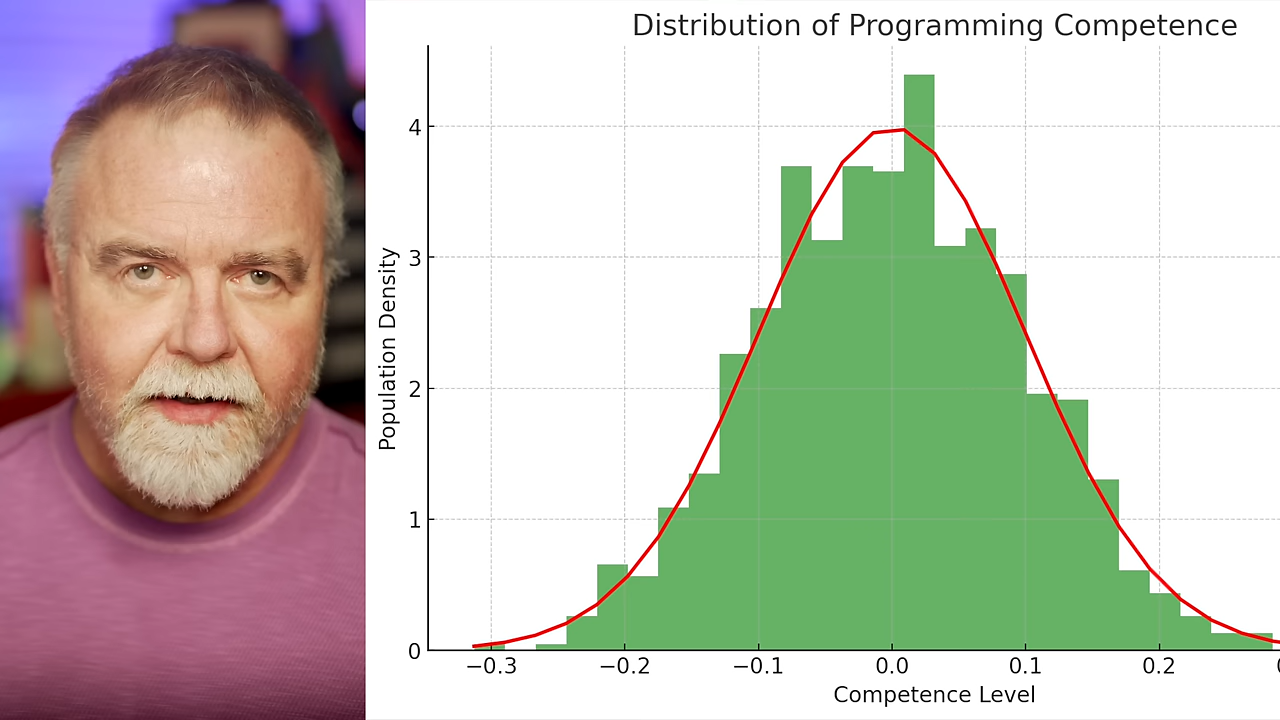 Distribution of Programming Competence
4
3
2
1
0
Population Density
−0.3 −0.2 −0.1 0.0 0.1 0.2
Competence Level